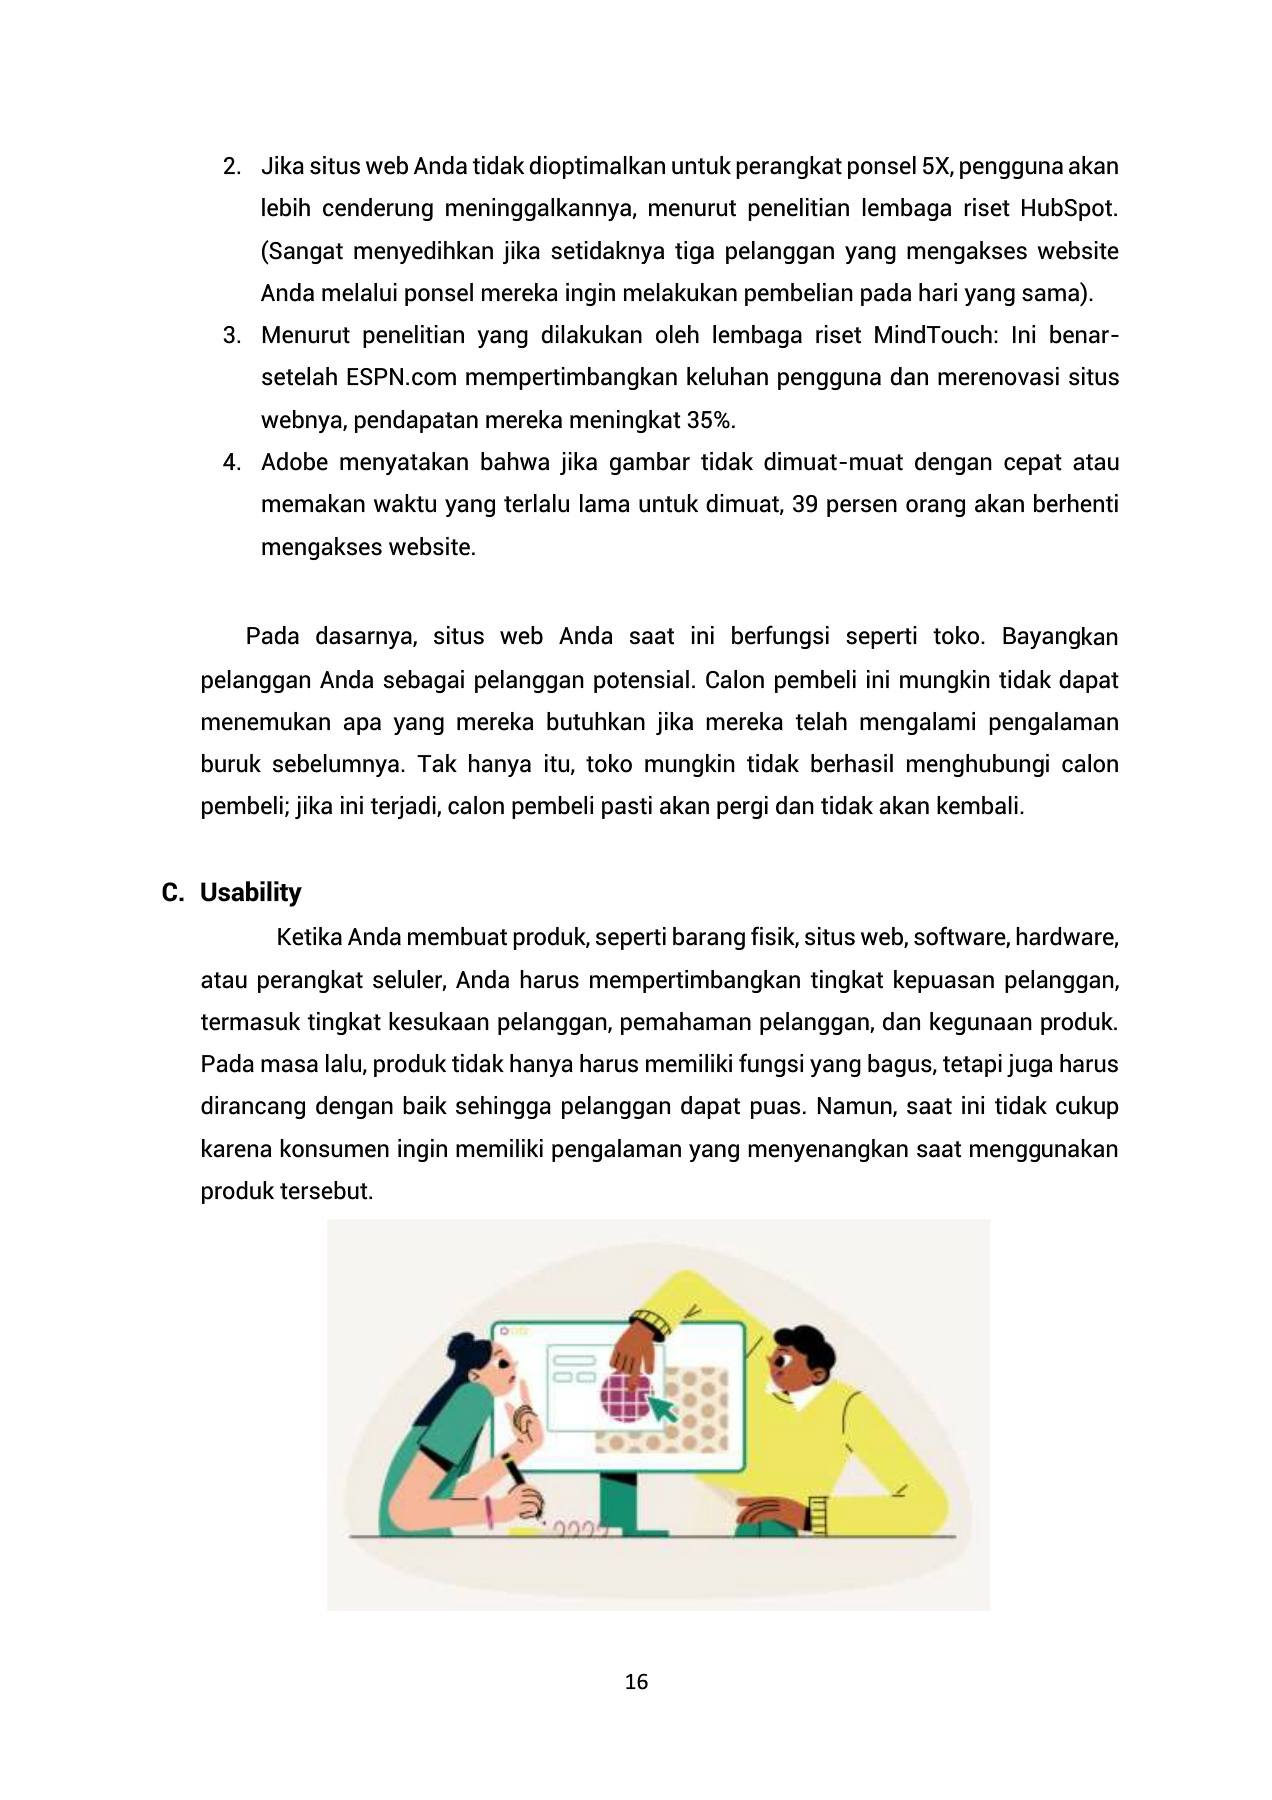 2. Jika situs web Anda tidak dioptimalkan untuk perangkat ponsel 5X, pengguna akan
lebih cenderung meninggalkannya, menurut penelitian lembaga riset HubSpot.
(Sangat menyedihkan jika setidaknya tiga pelanggan yang mengakses website
Anda melalui ponsel mereka ingin melakukan pembelian pada hari yang sama).
3. Menurut penelitian yang dilakukan oleh lembaga riset MindTouch: Ini benar-
setelah ESPN.com mempertimbangkan keluhan pengguna dan merenovasi situs
webnya, pendapatan mereka meningkat 35%.
4. Adobe menyatakan bahwa jika gambar tidak dimuat-muat dengan cepat atau
memakan waktu yang terlalu lama untuk dimuat, 39 persen orang akan berhenti
mengakses website.
Pada dasarnya, situs web Anda saat ini berfungsi seperti toko. Bayangkan
pelanggan Anda sebagai pelanggan potensial. Calon pembeli ini mungkin tidak dapat
menemukan apa yang mereka butuhkan jika mereka telah mengalami pengalaman
buruk sebelumnya. Tak hanya itu, toko mungkin tidak berhasil menghubungi calon
pembeli; jika ini terjadi, calon pembeli pasti akan pergi dan tidak akan kembali.
C. Usability
Ketika Anda membuat produk, seperti barang fisik, situs web, software, hardware,
atau perangkat seluler, Anda harus mempertimbangkan tingkat kepuasan pelanggan,
termasuk tingkat kesukaan pelanggan, pemahaman pelanggan, dan kegunaan produk.
Pada masa lalu, produk tidak hanya harus memiliki fungsi yang bagus, tetapi juga harus
dirancang dengan baik sehingga pelanggan dapat puas. Namun, saat ini tidak cukup
karena konsumen ingin memiliki pengalaman yang menyenangkan saat menggunakan
produk tersebut.
16